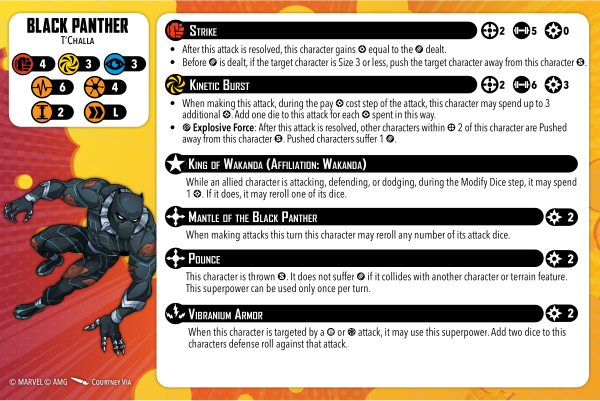 BLACK PANTHER
T'CHALLA
4 3 3
6 4
2 L
STRIKE 2 5 0
• After this attack is resolved, this character gains equal to the dealt.
• Before is dealt, if the target character is Size 3 or less, push the target character away from this character S.
KINETIC BURST 2 6 3
• When making this attack, during the pay cost step of the attack, this character may spend up to 3
additional . Add one die to this attack for each spent in this way.
• Explosive Force: After this attack is resolved, other characters within 2 of this character are Pushed
away from this character S. Pushed characters suffer 1 .
KING OF WAKANDA (AFFILIATION: WAKANDA)
While an allied character is attacking, defending, or dodging, during the Modify Dice step, it may spend
1 . If it does, it may reroll one of its dice.
MANTLE OF THE BLACK PANTHER 2
When making attacks this turn this character may reroll any number of its attack dice.
POUNCE 2
This character is thrown S. It does not suffer if it collides with another character or terrain feature.
This superpower can be used only once per turn.
VIBRANIUM ARMOR 2
When this character is targeted by a or attack, it may use this superpower. Add two dice to this
characters defense roll against that attack.
© MARVEL © AMG COURTNEY VIA